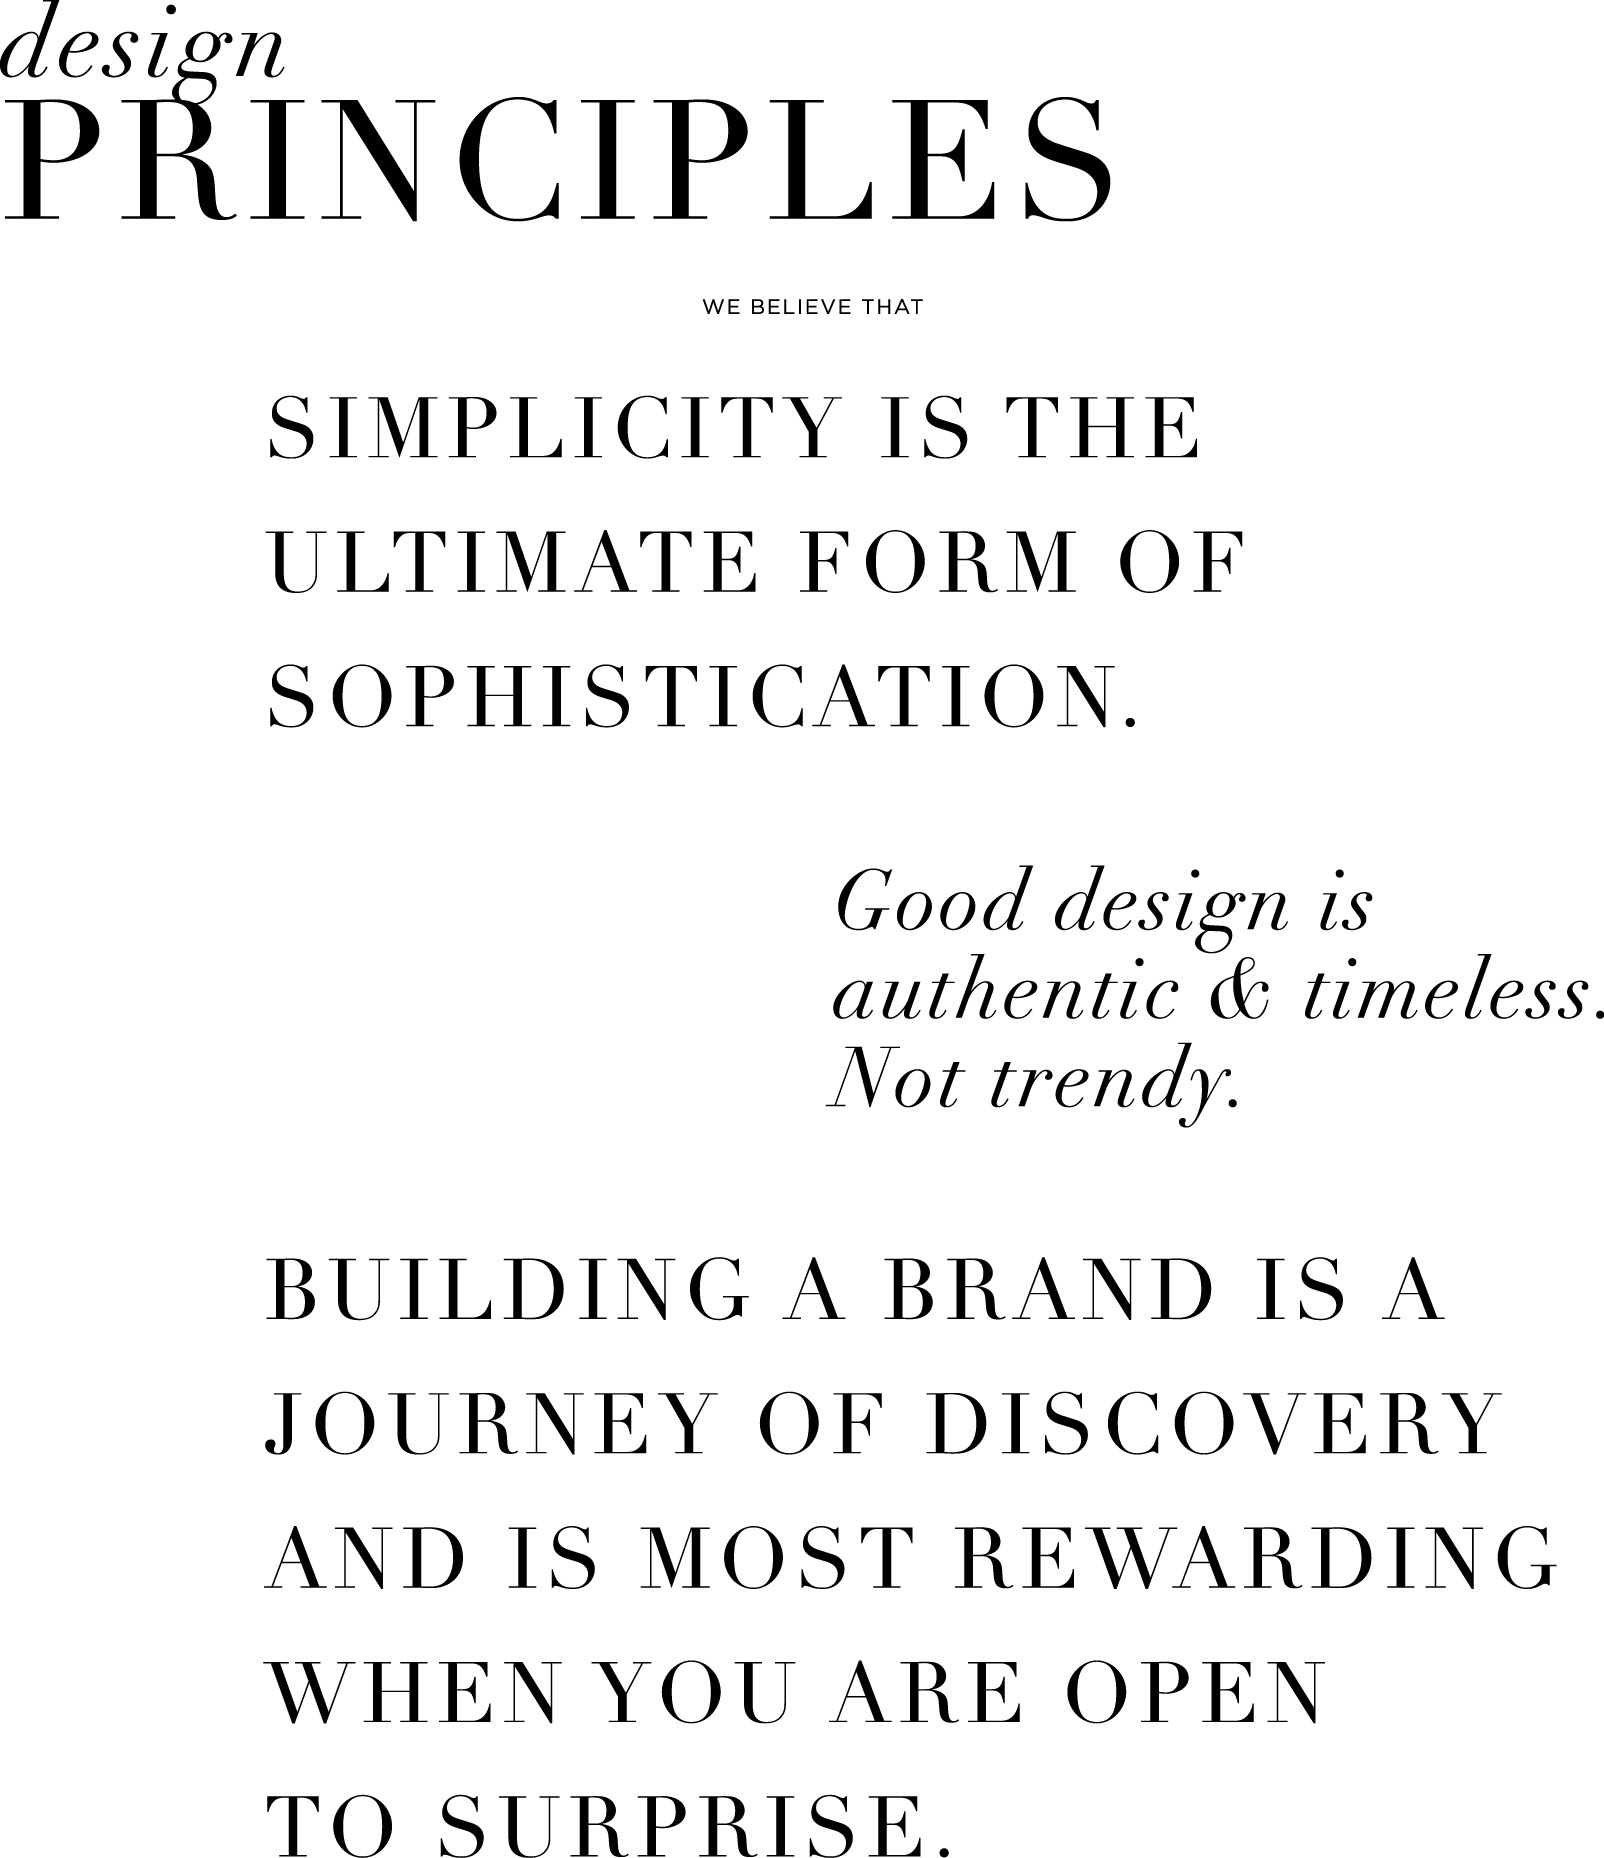 design
PRINCIPLES
WE BELIEVE THAT
SIMPLICITY IS THE
ULTIMATE FORM OF
SOPHISTICATION.
Good design is
authentic & timeless.
Not trendy.
BUILDING A BRAND IS A
JOURNEY OF DISCOVERY
AND IS MOST REWARDING
WHEN YOU ARE OPEN
TO SURPRISE.